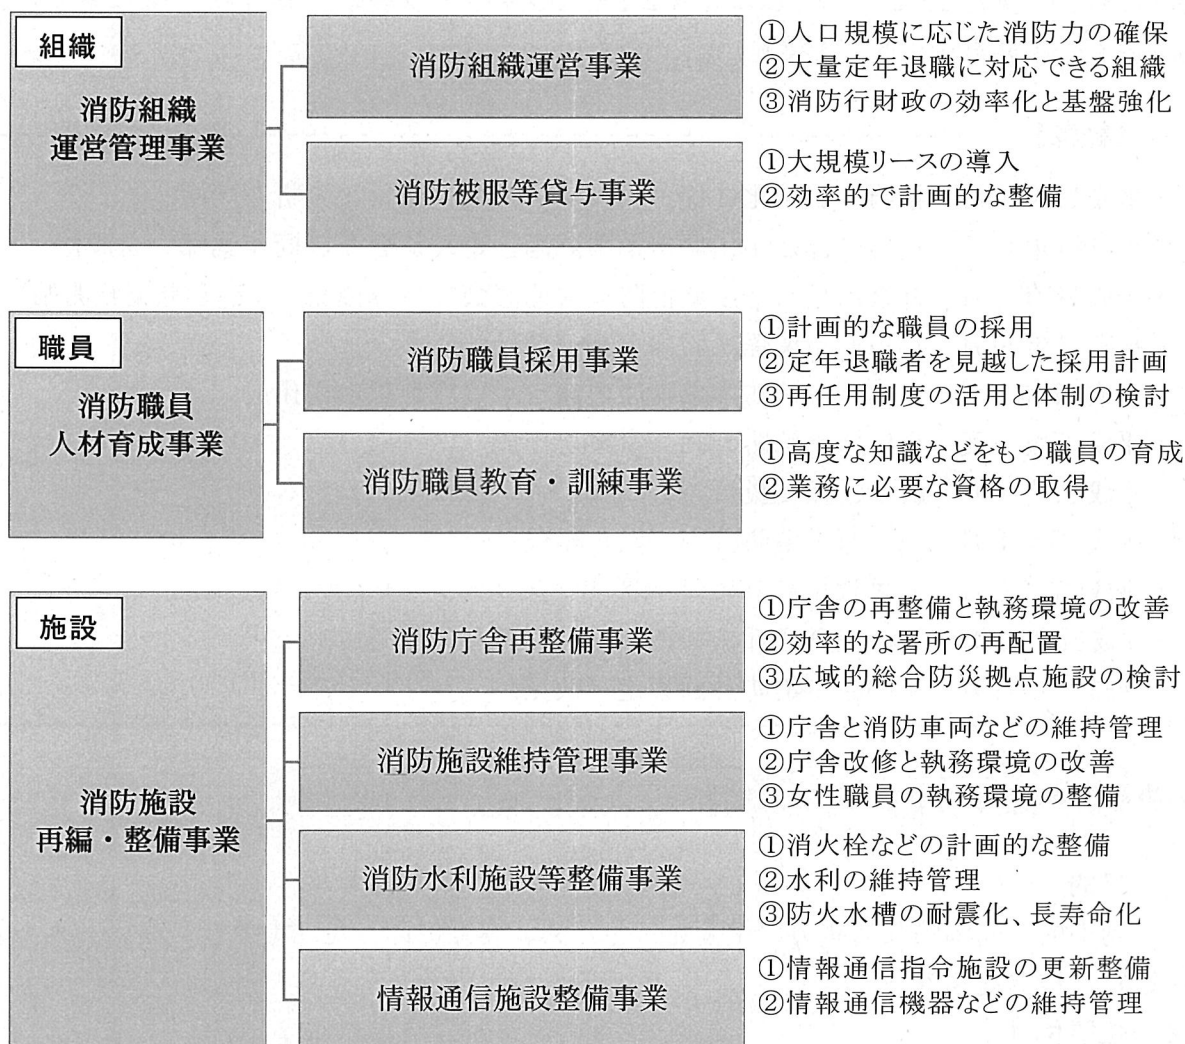 組織
消防組織
運営管理事業
消防組織運営事業
①人口規模に応じた消防力の確保
②大量定年退職に対応できる組織
③消防行財政の効率化と基盤強化
消防被服等貸与事業
①大規模リースの導入
②効率的で計画的な整備
職員
消防職員
人材育成事業
消防職員採用事業
①計画的な職員の採用
②定年退職者を見越した採用計画
③再任用制度の活用と体制の検討
消防職員教育・訓練事業
①高度な知識などをもつ職員の育成
②業務に必要な資格の取得
施設
消防施設
再編・整備事業
消防庁舎再整備事業
①庁舎の再整備と執務環境の改善
②効率的な署所の再配置
③広域的総合防災拠点施設の検討
消防施設維持管理事業
①庁舎と消防車両などの維持管理
②庁舎改修と執務環境の改善
③女性職員の執務環境の整備
消防水利施設等整備事業
①消火栓などの計画的な整備
②水利の維持管理
③防火水槽の耐震化、長寿命化
情報通信施設整備事業
①情報通信指令施設の更新整備
②情報通信機器などの維持管理